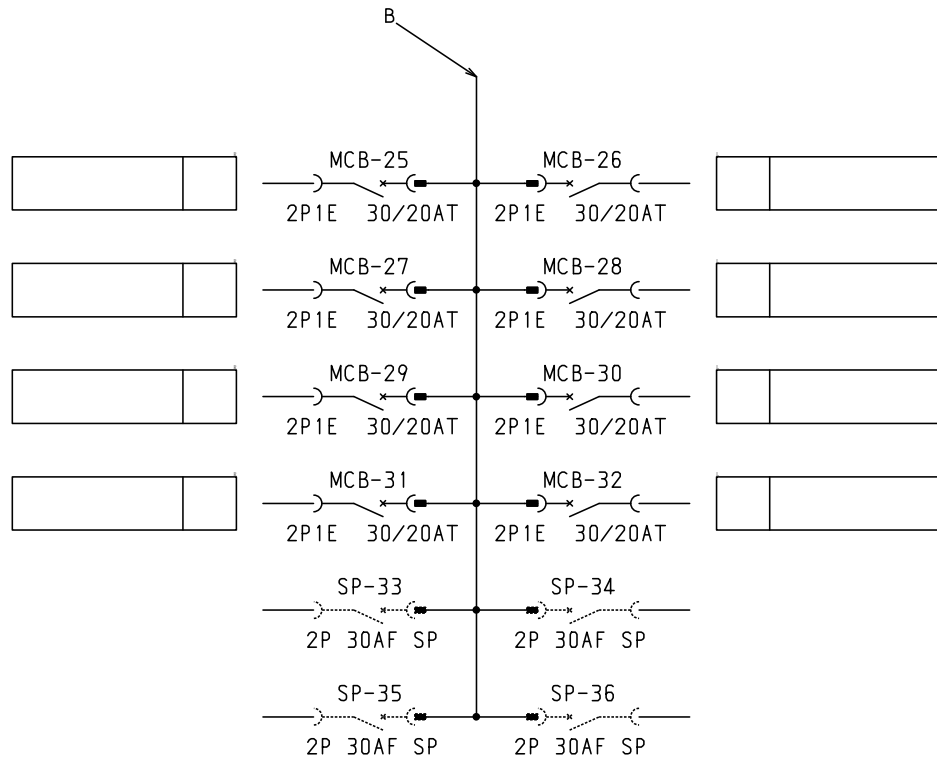 B
MCB-25 MCB-26
2P1E 30/20AT 2P1E 30/20AT
MCB-27 MCB-28
2P1E 30/20AT 2P1E 30/20AT
MCB-29 MCB-30
2P1E 30/20AT 2P1E 30/20AT
MCB-31 MCB-32
2P1E 30/20AT 2P1E 30/20AT
SP-33 SP-34
2P 30AF SP 2P 30AF SP
SP-35 SP-36
2P 30AF SP 2P 30AF SP